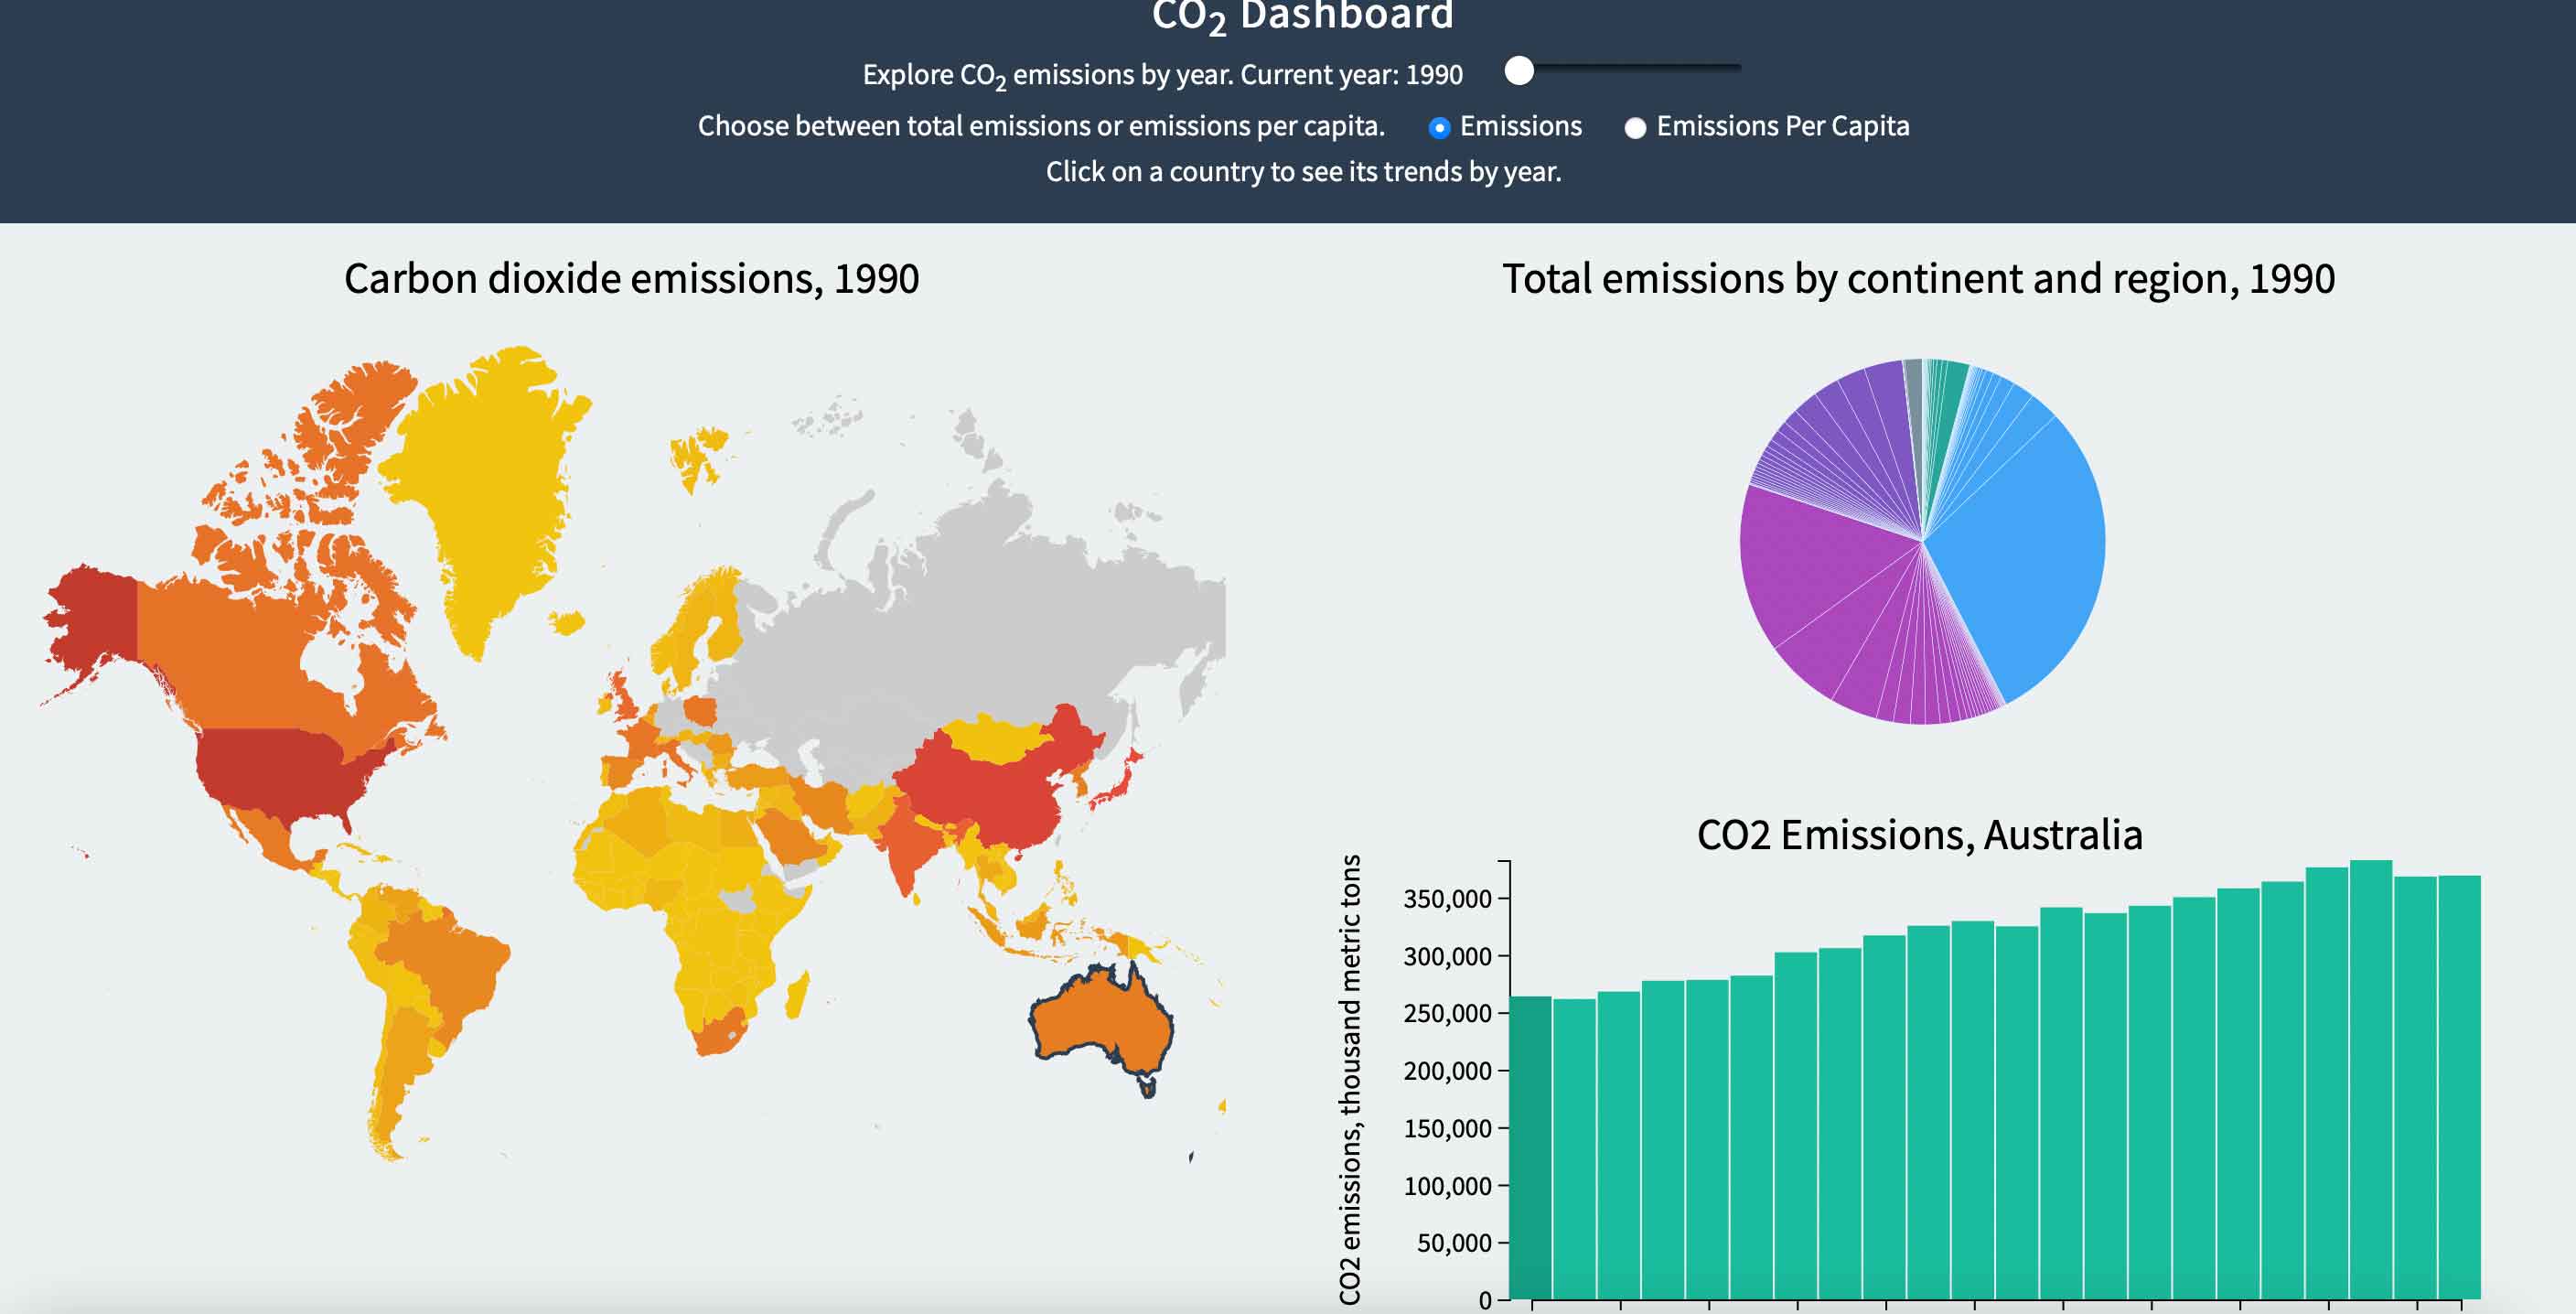 CO2 Dashboard
Explore CO2 emissions by year. Current year: 1990
Choose between total emissions or emissions per capita. Emissions Emissions Per Capita
Click on a country to see its trends by year.
Carbon dioxide emissions, 1990
Total emissions by continent and region, 1990
CO2 Emissions, Australia
CO2 emissions, thousand metric tons
350,000
300,000
250,000
200,000
150,000
100,000
50,000
0